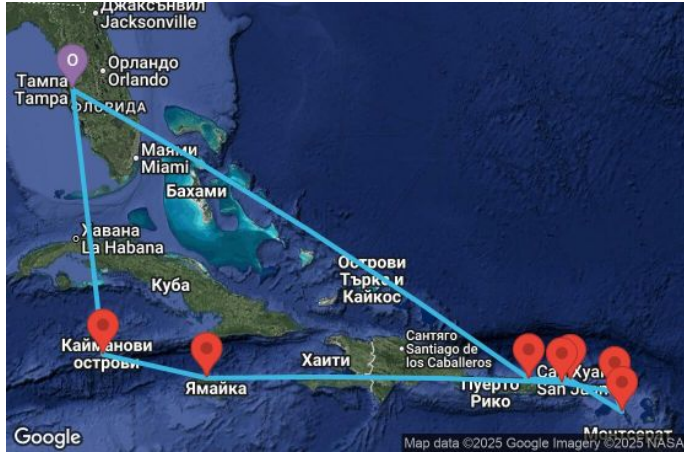 Джаксънвил
Jacksonville
O
Орландо
Orlando
Тампа
Tampa
ФЛОРИДА
Маями
Miami
Бахами
Хавана
La Habana
Куба
Острови
Търкс и
Кайкос
Кайманови
острови
Ямайка
Хаити
Сантяго
Santiago de
los Caballeros
Пуерто
Рико
San Juan
Монтсерат
Google
Map data ©2025 Google Imagery ©2025 NASA